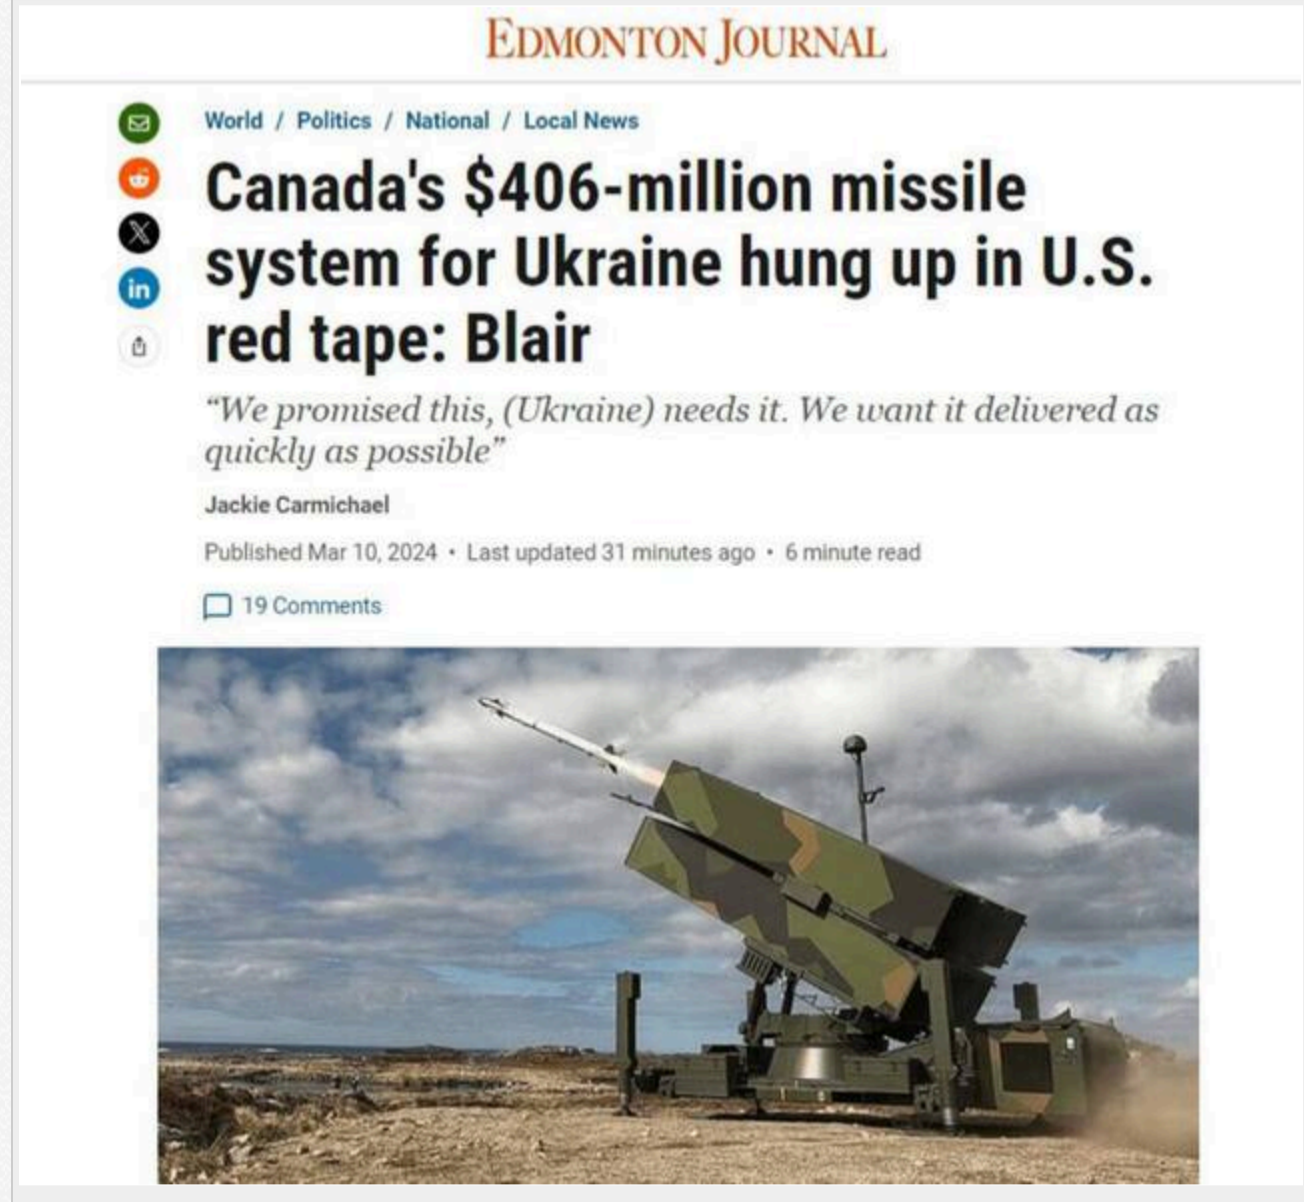 EDMONTON JOURNAL
World / Politics / National / Local News
Canada's $406-million missile
system for Ukraine hung up in U.S.
red tape: Blair
“We promised this, (Ukraine) needs it. We want it delivered as
quickly as possible”
Jackie Carmichael
Published Mar 10, 2024 • Last updated 31 minutes ago • 6 minute read
19 Comments
in